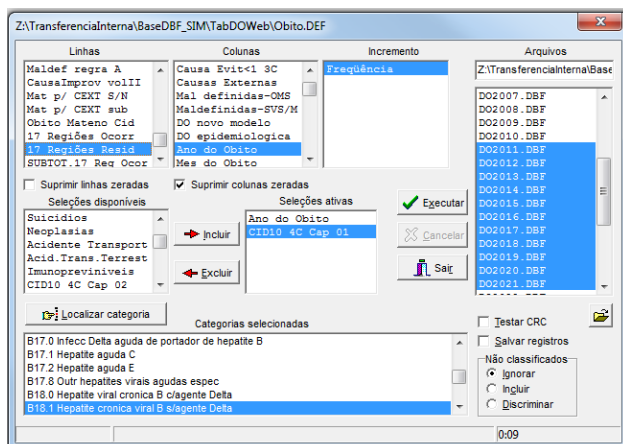 Z:\TransferenciaInterna\BaseDBF_SIM\TabDOWeb\Obito.DEF
Linhas
Maldef regra A
CausaImprov volII
Mat p/ CEXT S/N
Mat p/ CEXT sub
Obito Materno Cid
17 Regiões Ocorr
17 Regiões Resid
SUBTOT.17 Reg Ocor
Colunas
Causa Evit<1 3C
Causas Externas
Mal definidas-OMS
Maldefinidas-SVS/M
DO novo modelo
DO epidemiologica
Ano do Obito
Mes do Obito
Incremento
Freqüência
Arquivos
Z:\TransferenciaInterna\Base
DO2007.DBF
DO2008.DBF
DO2009.DBF
DO2010.DBF
DO2011.DBF
DO2012.DBF
DO2013.DBF
DO2014.DBF
DO2015.DBF
DO2016.DBF
DO2017.DBF
DO2018.DBF
DO2019.DBF
DO2020.DBF
DO2021.DBF
Suprimir linhas zeradas
Suprimir colunas zeradas
Seleções disponíveis
Suicidios
Neoplasias
Acidente Transport
Acid.Trans.Terrest
Imunopreviniveis
CID10 4C Cap 02
Incluir
Excluir
Seleções ativas
Ano do Obito
CID10 4C Cap 01
Executar
Cancelar
Sair
Localizar categoria
Categorias selecionadas
B17.0 Infecc Delta aguda de portador de hepatite B
B17.1 Hepatite aguda C
B17.2 Hepatite aguda E
B17.8 Outr hepatites virais agudas espec
B18.0 Hepatite viral cronica B c/agente Delta
B18.1 Hepatite cronica viral B s/agente Delta
Testar CRC
Salvar registros
Não classificados
Ignorar
Incluir
Discriminar
0:09